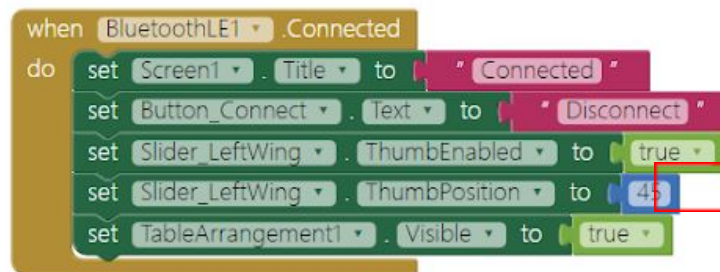 when BluetoothLE1 .Connected
do set Screen1 . Title to " Connected "
set Button_Connect . Text to " Disconnect "
set Slider_LeftWing . ThumbEnabled to true
set Slider_LeftWing . ThumbPosition to 45
set TableArrangement1 . Visible to true